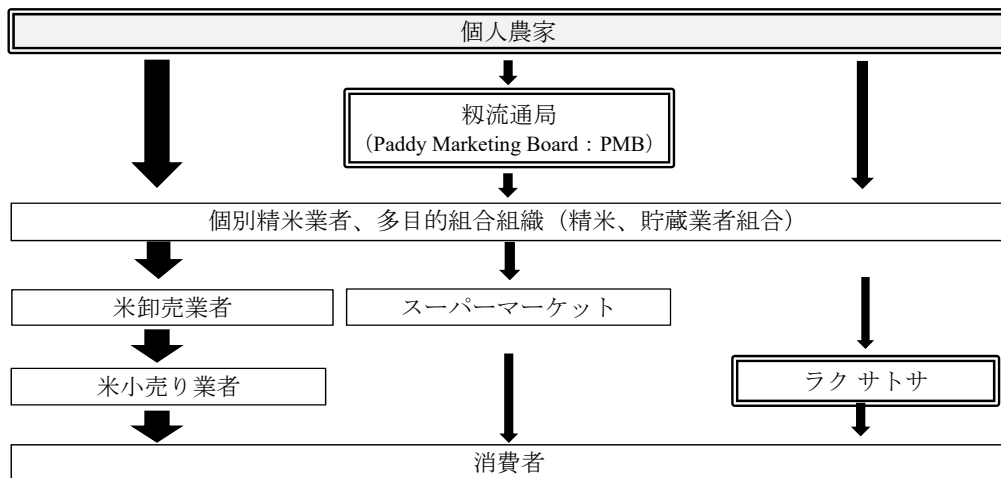 個人農家
籾流通局
（Paddy Marketing Board：PMB）
個別精米業者、多目的組合組織（精米、貯蔵業者組合）
米卸売業者
スーパーマーケット
米小売り業者
ラク サトサ
消費者